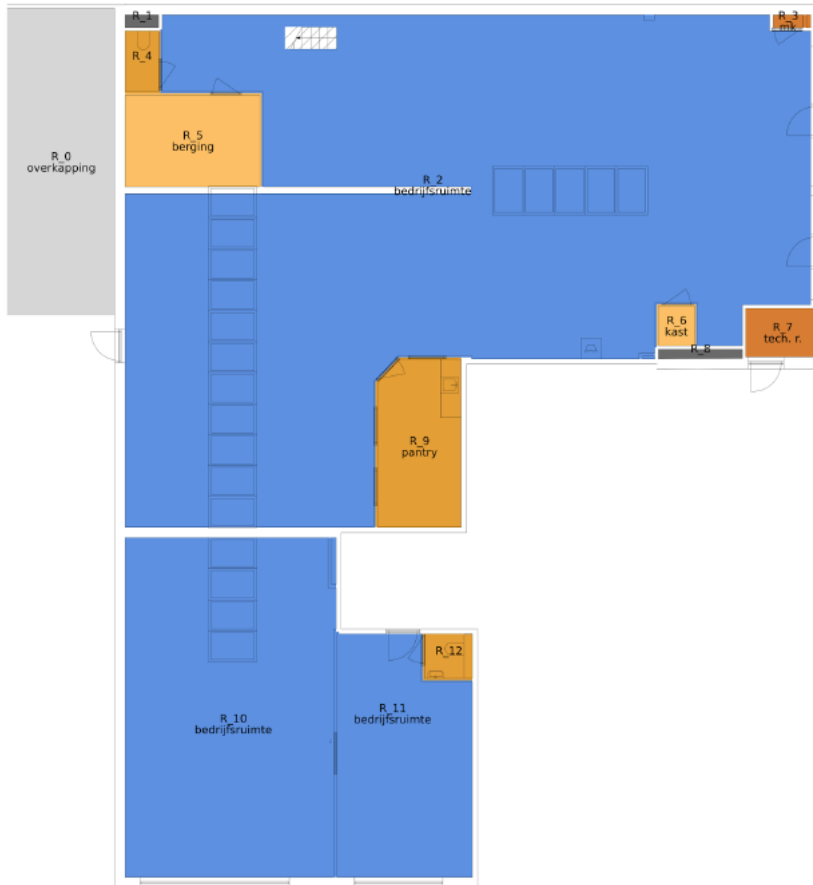 R_1
R_3
mk
R_4
R_5
berging
R_0
overkapping
R_2
bedrijfsruimte
R_6
kast
R_7
tech. r.
R_8
R_9
pantry
R_12
R_11
bedrijfsruimte
R_10
bedrijfsruimte